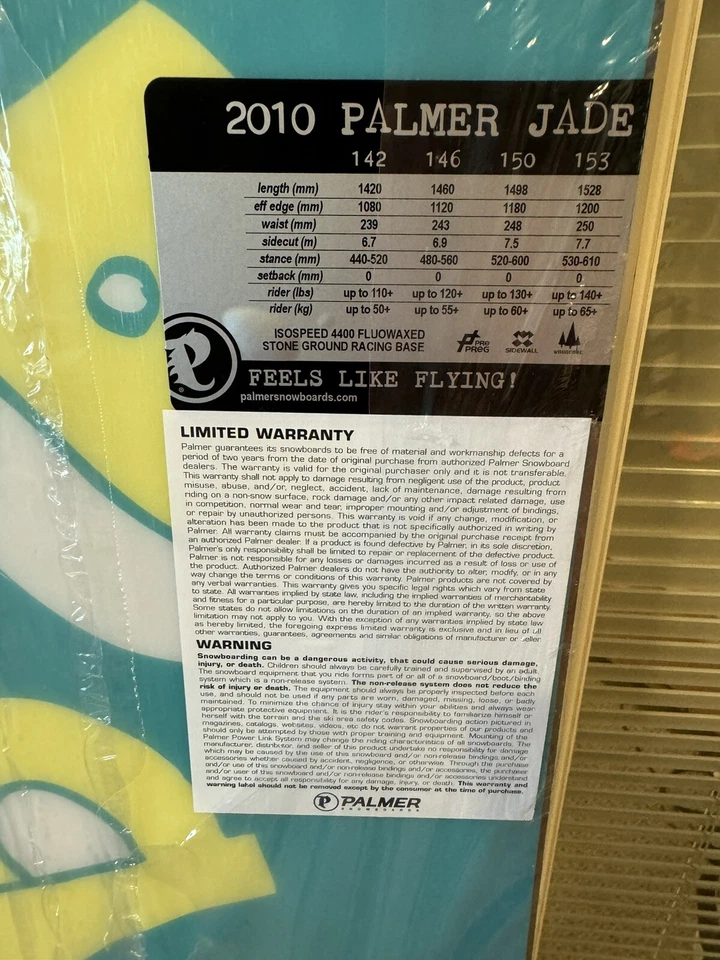 2010 PALMER JADE
142 146 150 153
length (mm) 1420 1460 1498 1528
eff edge (mm) 1080 1120 1180 1200
waist (mm) 239 243 248 250
sidecut (m) 6.7 6.9 7.5 7.7
stance (mm) 440-520 480-560 520-600 530-610
setback (mm) 0 0 0 0
rider (lbs) up to 110+ up to 120+ up to 130+ up to 140+
rider (kg) up to 50+ up to 55+ up to 60+ up to 65+
ISOSPEED 4400 FLUOWAXED
STONE GROUND RACING BASE
PRE
PREG
SIDEWALL
P
FEELS LIKE FLYING!
palmersnowboards.com
LIMITED WARRANTY
Palmer guarantees its snowboards to be free of material and workmanship defects for a
period of two years from the date of original purchase from authorized Palmer Snowboard
dealers. The warranty is valid for the original purchaser only and it is not transferable.
This warranty shall not apply to damage resulting from negligent use of the product, product
misuse, abuse, and/or, neglect, accident, lack of maintenance, damage resulting from
riding on a non-snow surface, rock damage and/or any other impact related damage, use
in competition, normal wear and tear, improper mounting and/or adjustment of bindings,
or repair by unauthorized persons. This warranty is void if any change, modification, or
alteration has been made to the product that is not specifically authorized in writing by
Palmer. All warranty claims must be accompanied by the original purchase receipt from
an authorized Palmer dealer. If a product is found defective by Palmer, in its sole discretion,
Palmer's only responsibility shall be limited to repair or replacement of the defective product.
Palmer is not responsible for any losses or damages incurred as a result of loss or use of
the product. Authorized Palmer dealers do not have the authority to alter, modify, or in any
way change the terms or conditions of this warranty. Palmer products are not covered by
any verbal warranties. This warranty gives you specific legal rights which vary from state
to state. All warranties implied by state law, including the implied warranties of merchantability
and fitness for a particular purpose, are hereby limited to the duration of the written warranty.
Some states do not allow limitations on the duration of an implied warranty, so the above
limitation may not apply to you. With the exception of any warranties implied by state law
as hereby limited, the foregoing express limited warranty is exclusive and in lieu of all
other warranties, guarantees, agreements and similar obligations of manufacturer or seller
WARNING
Snowboarding can be a dangerous activity, that could cause serious damage,
injury, or death. Children should always be carefully trained and supervised by an adult.
The snowboard equipment that you ride forms part of or all of a snowboard/boot/binding
system which is a non-release system. The non-release system does not reduce the
risk of injury or death. The equipment should always be properly inspected before each
use, and should not be used if any parts are worn, damaged, missing, loose, or badly
maintained. To minimize the chance of injury stay within your abilities and always wear
appropriate protective equipment. It is the rider's responsibility to familiarize himself or
herself with the terrain and the ski area safety codes. Snowboarding action pictured in
magazines, catalogs, websites, videos, etc do not warrant properties of our products and
should only be attempted by those with proper training and equipment. Mounting of the
Palmer Power Link System may change the riding characteristics of all snowboards. The
manufacturer, distributor, and seller of this product undertake no responsibility for damage
which may be caused by the use of this snowboard and/or non-release bindings and/or
accessories whether caused by accident, negligence, or otherwise. Through the purchase
and/or use of this snowboard and/or non-release bindings and/or accessories, the purchaser
and/or user of this snowboard and/or non-release bindings and/or accessories understand
and agree to accept all responsibility for any damage, injury, or death. This warranty and
warning label should not be removed except by the consumer at the time of purchase.
P PALMER
SNOWBOARDS